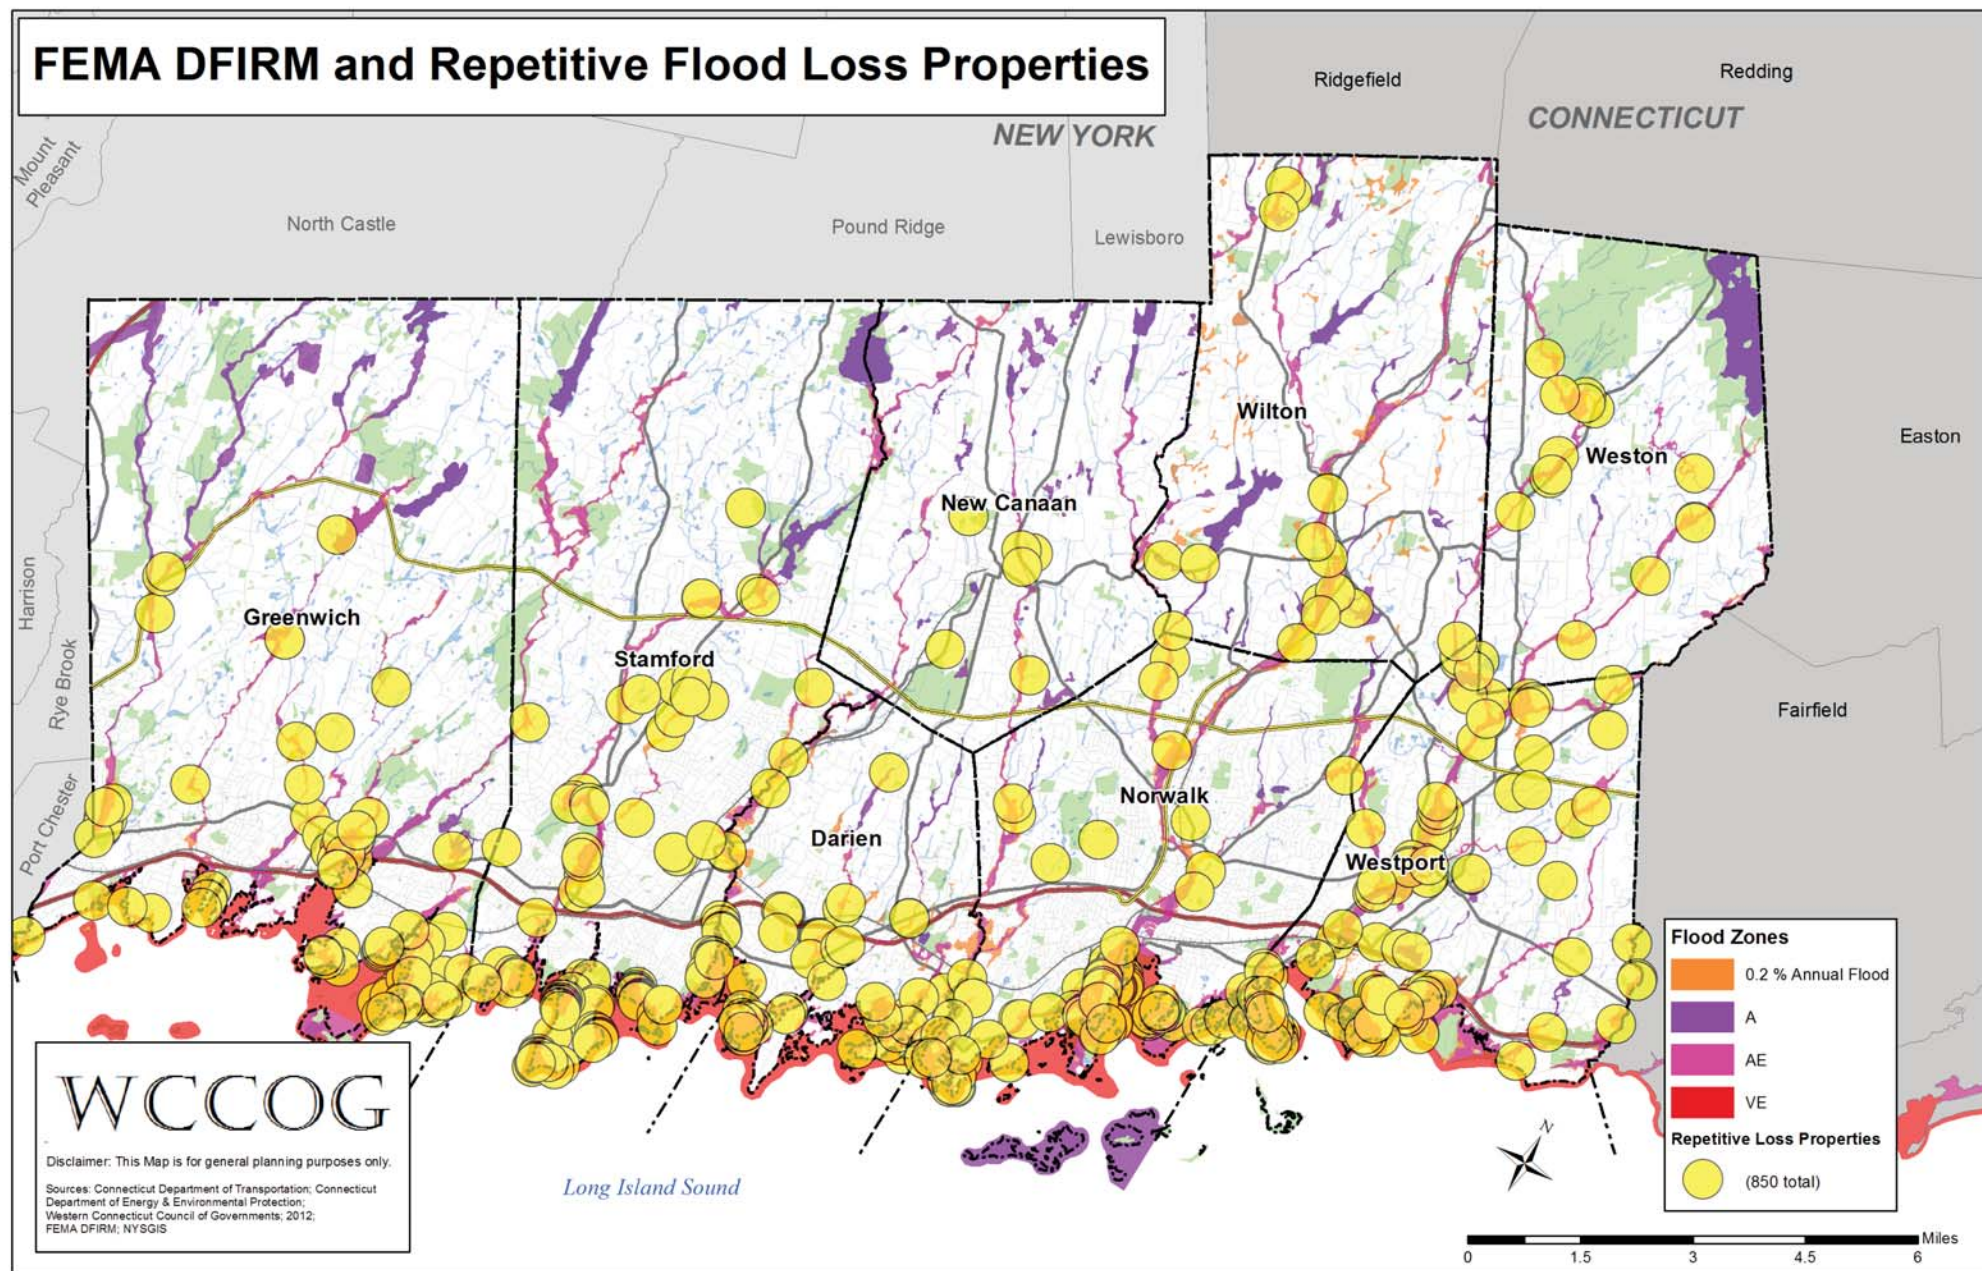 FEMA DFIRM and Repetitive Flood Loss Properties
Ridgefield
Redding
CONNECTICUT
NEW YORK
Mount
Pleasant
North Castle
Pound Ridge
Lewisboro
Wilton
Easton
Weston
New Canaan
Harrison
Greenwich
Stamford
Rye Brook
Fairfield
Port Chester
Norwalk
Darien
Westport
Flood Zones
0.2 % Annual Flood
A
AE
VE
Repetitive Loss Properties
(850 total)
WCCOG
Disclaimer: This Map is for general planning purposes only.
Sources: Connecticut Department of Transportation; Connecticut
Department of Energy & Environmental Protection;
Western Connecticut Council of Governments; 2012;
FEMA DFIRM; NYSGIS
Long Island Sound
N
Miles
0 1.5 3 4.5 6